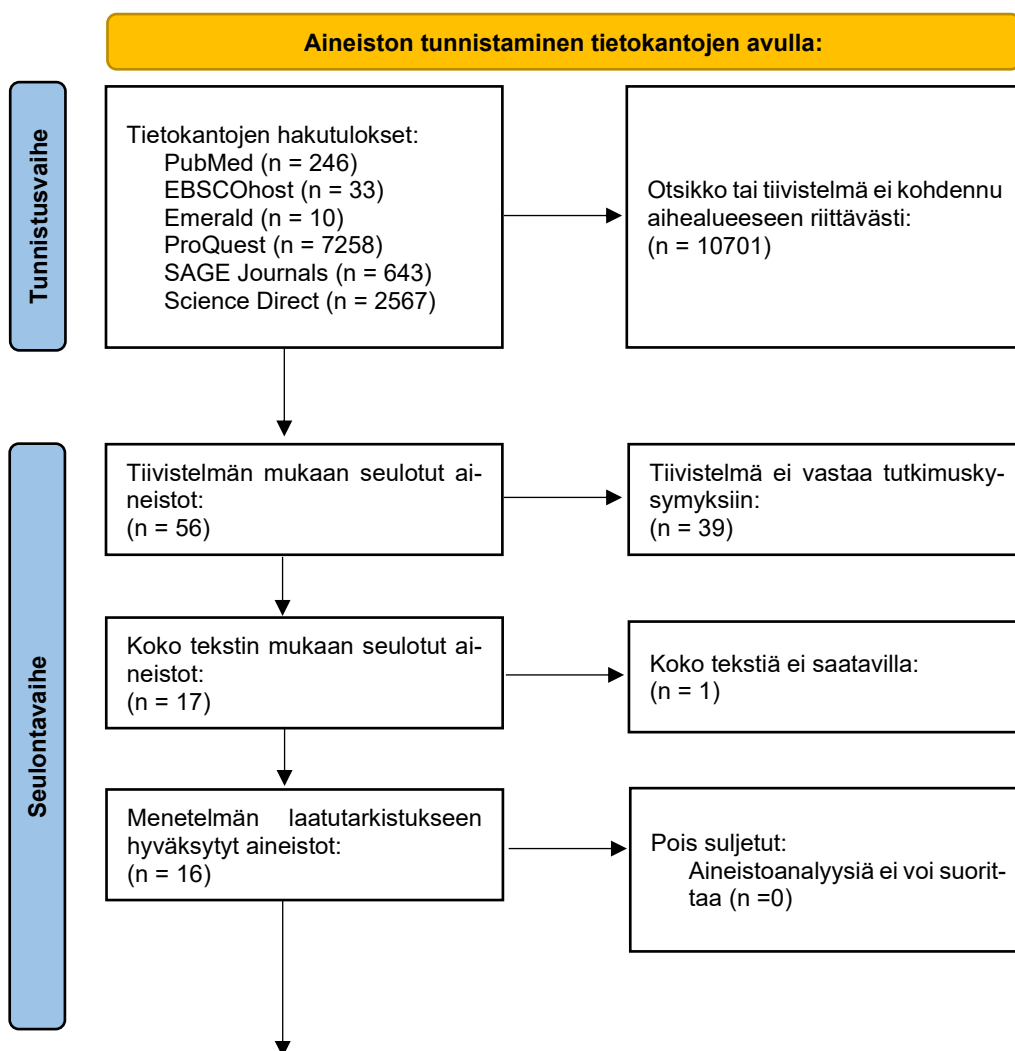 Aineiston tunnistaminen tietokantojen avulla:
Tunnistusvaihe
Tietokantojen hakutulokset:
PubMed (n = 246)
EBSCOhost (n = 33)
Emerald (n = 10)
ProQuest (n = 7258)
SAGE Journals (n = 643)
Science Direct (n = 2567)
Otsikko tai tiivistelmä ei kohdennu
aihealueeseen riittävästi:
(n = 10701)
Seulontavaihe
Tiivistelmän mukaan seulotut ai-
neistot:
(n = 56)
Tiivistelmä ei vastaa tutkimusky-
symyksiin:
(n = 39)
Koko tekstin mukaan seulotut ai-
neistot:
(n = 17)
Koko tekstiä ei saatavilla:
(n = 1)
Menetelmän laatutarkistukseen
hyväksytyt aineistot:
(n = 16)
Pois suljetut:
Aineistoanalyysiä ei voi suorit-
taa (n =0)